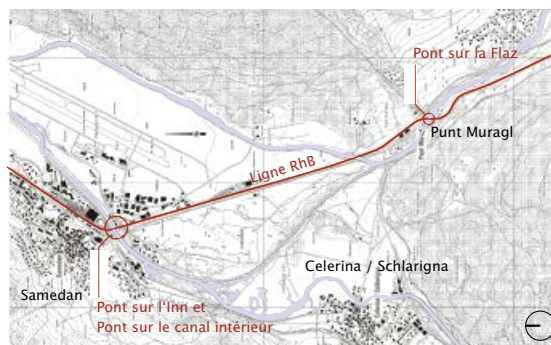 Pont sur la Flaz
Punt Muragl
Ligne RhB
Celerina / Schlarigna
Samedan
Pont sur l'Inn et
Pont sur le canal intérieur